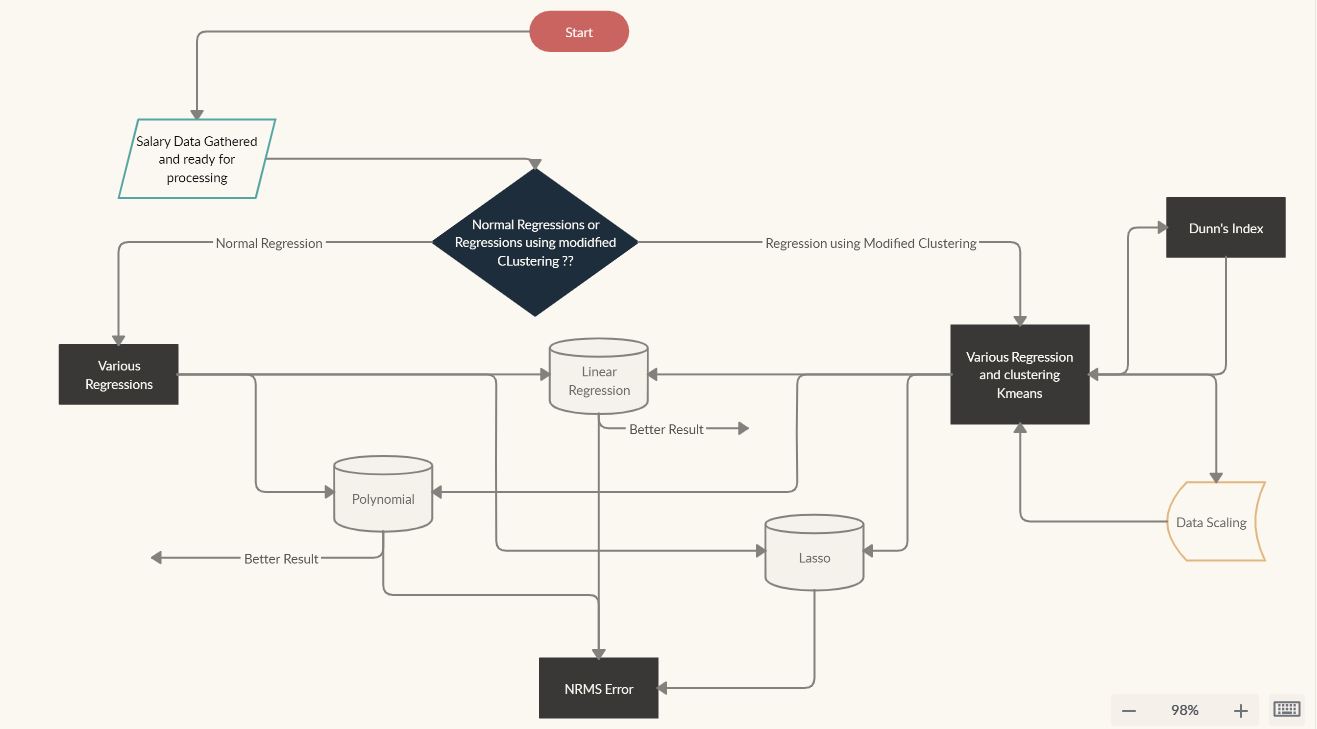 Start
Salary Data Gathered
and ready for
processing
Normal Regressions or
Regressions using modidfied
CLustering ??
Normal Regression
Regression using Modified Clustering
Dunn's Index
Various
Regressions
Linear
Regression
Various Regression
and clustering
Kmeans
Better Result
Polynomial
Data Scaling
Better Result
Lasso
NRMS Error
98%